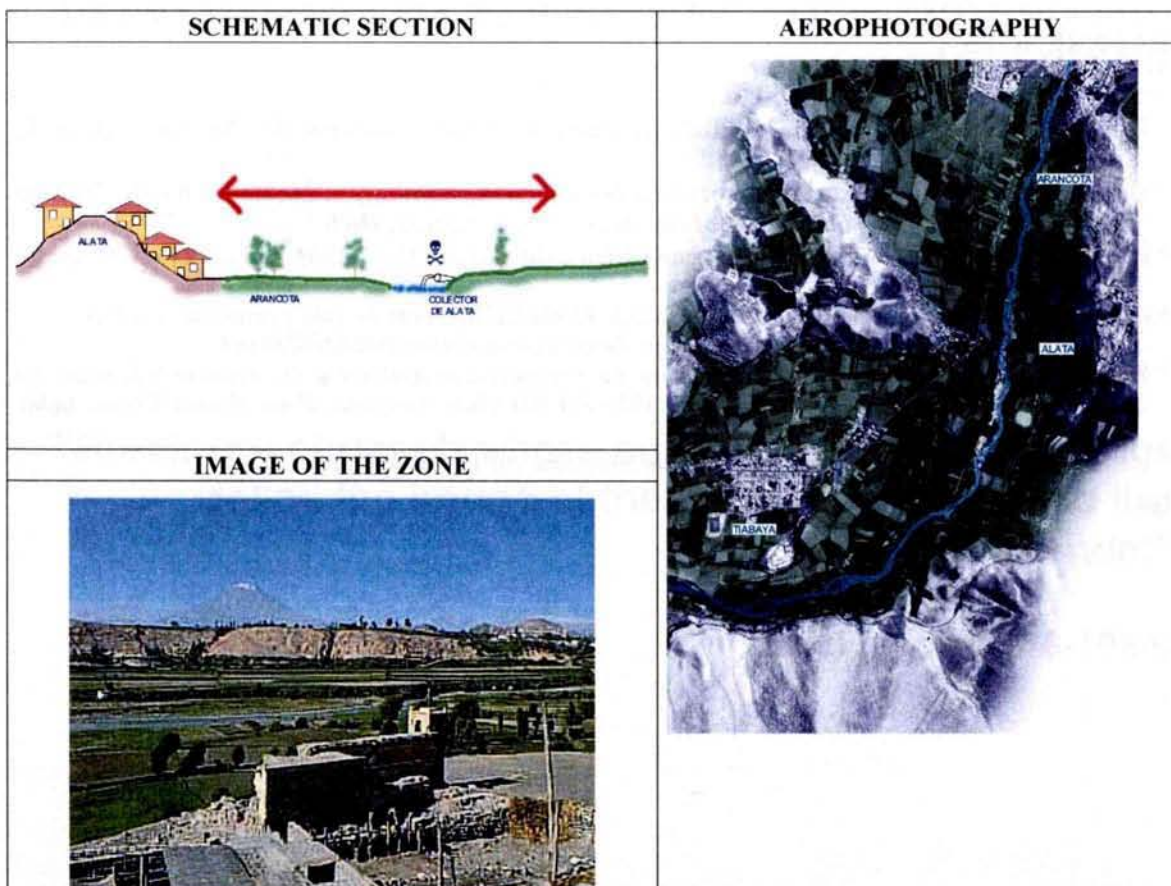 SCHEMATIC SECTION
ALATA
ARANCOTA
COLECTOR
DE ALATA
IMAGE OF THE ZONE
AEROPHOTOGRAPHY
ARANCOTA
ALATA
TIABAYA